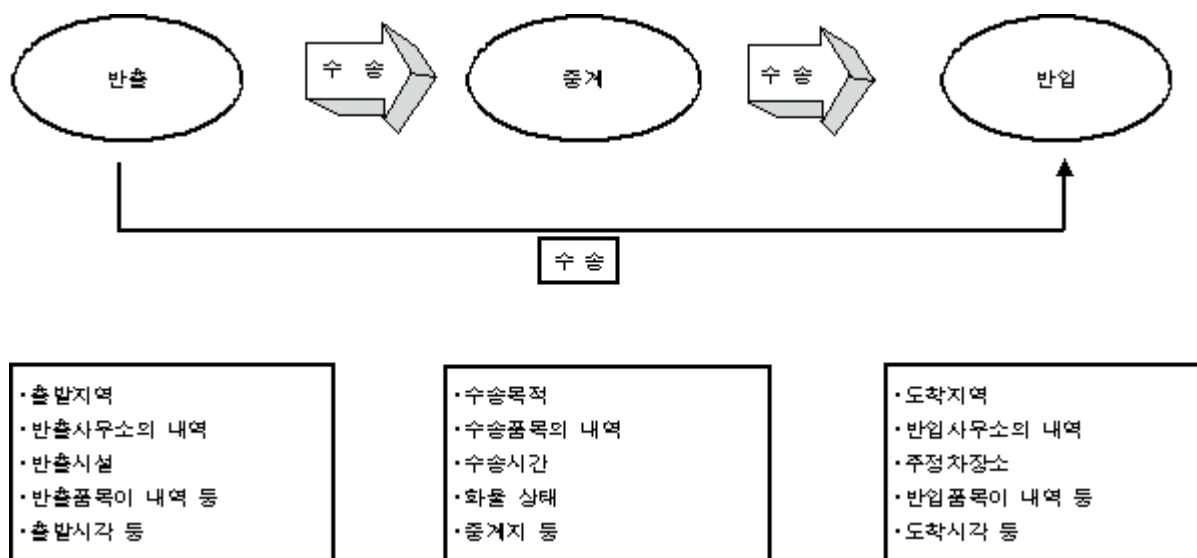 반출
수 송
중계
수 송
반입
수 송
·출발지역
·반출사무소의 내역
·반출시설
·반출품목이 내역 등
·출발시각 등
·수송목적
·수송품목의 내역
·수송시간
·화물 상태
·중계지 등
·도착지역
·반입사무소의 내역
·주정차장소
·반입품목이 내역 등
·도착시각 등